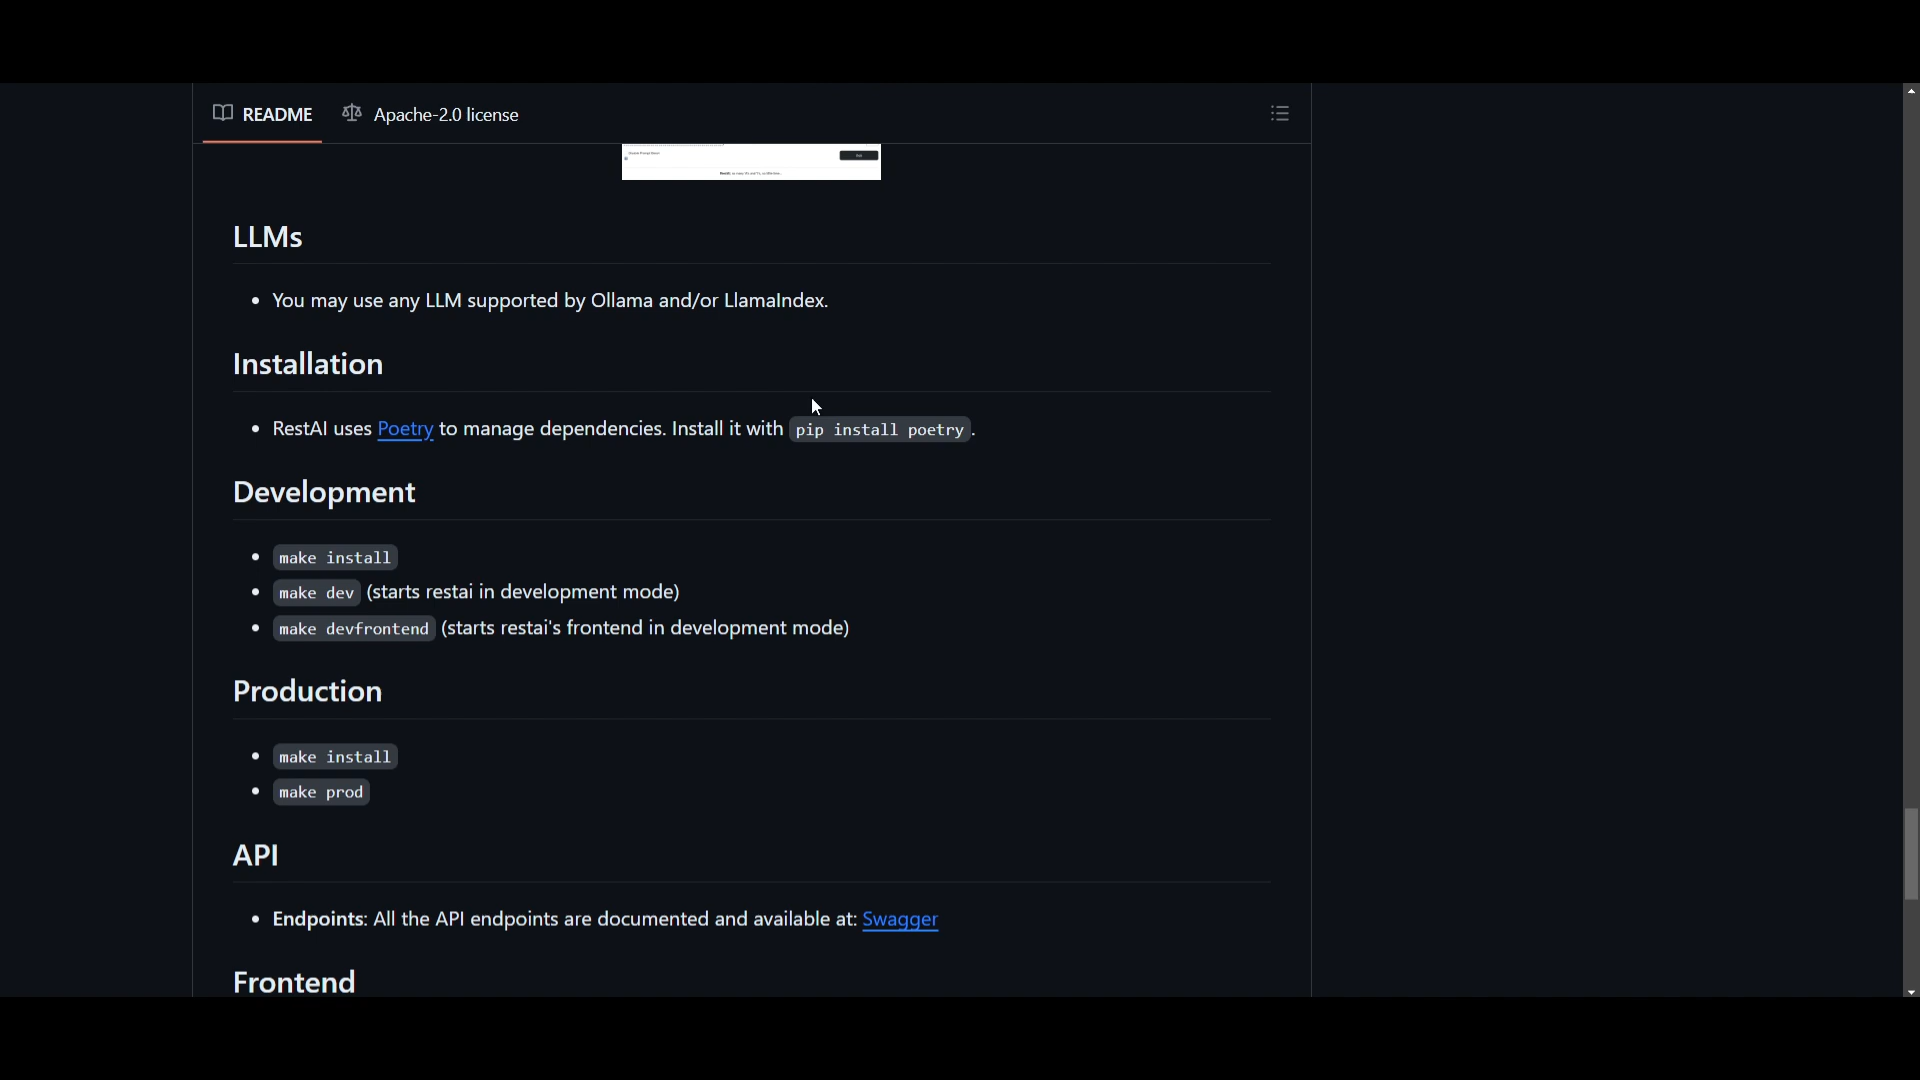 README Apache-2.0 license
LLMs
You may use any LLM supported by Ollama and/or LlamaIndex.
Installation
RestAI uses Poetry to manage dependencies. Install it with pip install poetry.
Development
make install
make dev (starts restai in development mode)
make devfrontend (starts restai's frontend in development mode)
Production
make install
make prod
API
Endpoints: All the API endpoints are documented and available at: Swagger
Frontend